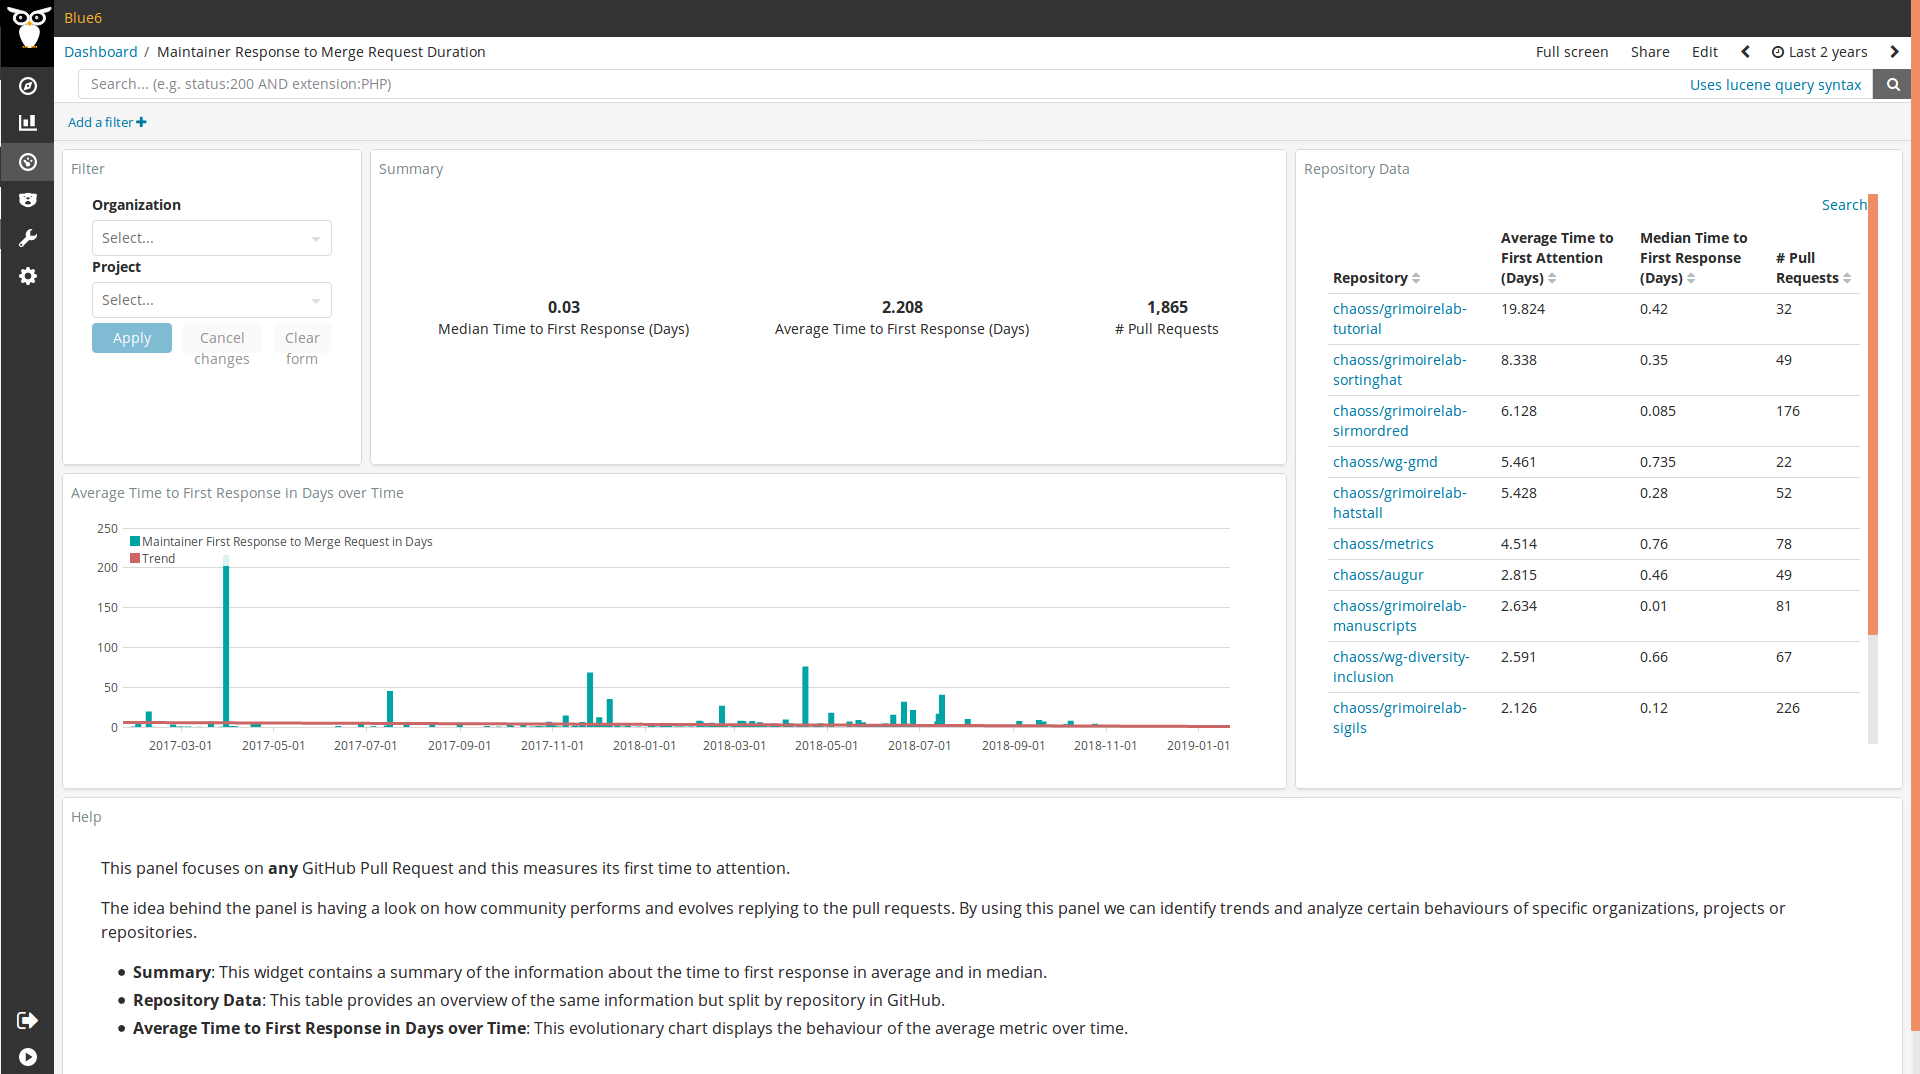 Blue6
Dashboard / Maintainer Response to Merge Request Duration
Full screen Share Edit Last 2 years
Search... (e.g. status:200 AND extension:PHP)
Uses lucene query syntax
Add a filter
Filter
Organization
Select...
Project
Select...
Apply
Cancel
changes
Clear
form
Summary
0.03
Median Time to First Response (Days)
2.208
Average Time to First Response (Days)
1,865
# Pull Requests
Average Time to First Response in Days over Time
Maintainer First Response to Merge Request in Days
Trend
250
200
150
100
50
0
2017-03-01 2017-05-01 2017-07-01 2017-09-01 2017-11-01 2018-01-01 2018-03-01 2018-05-01 2018-07-01 2018-09-01 2018-11-01 2019-01-01
Repository Data
Search
Average Time to Median Time to
First Attention First Response # Pull
Repository (Days) (Days) Requests
chaoss/grimoirelab- 19.824 0.42 32
tutorial
chaoss/grimoirelab- 8.338 0.35 49
sortinghat
chaoss/grimoirelab- 6.128 0.085 176
sirmordred
chaoss/wg-gmd 5.461 0.735 22
chaoss/grimoirelab- 5.428 0.28 52
hatstall
chaoss/metrics 4.514 0.76 78
chaoss/augur 2.815 0.46 49
chaoss/grimoirelab- 2.634 0.01 81
manuscripts
chaoss/wg-diversity- 2.591 0.66 67
inclusion
chaoss/grimoirelab- 2.126 0.12 226
sigils
Help
This panel focuses on any GitHub Pull Request and this measures its first time to attention.
The idea behind the panel is having a look on how community performs and evolves replying to the pull requests. By using this panel we can identify trends and analyze certain behaviours of specific organizations, projects or
repositories.
• Summary: This widget contains a summary of the information about the time to first response in average and in median.
• Repository Data: This table provides an overview of the same information but split by repository in GitHub.
• Average Time to First Response in Days over Time: This evolutionary chart displays the behaviour of the average metric over time.